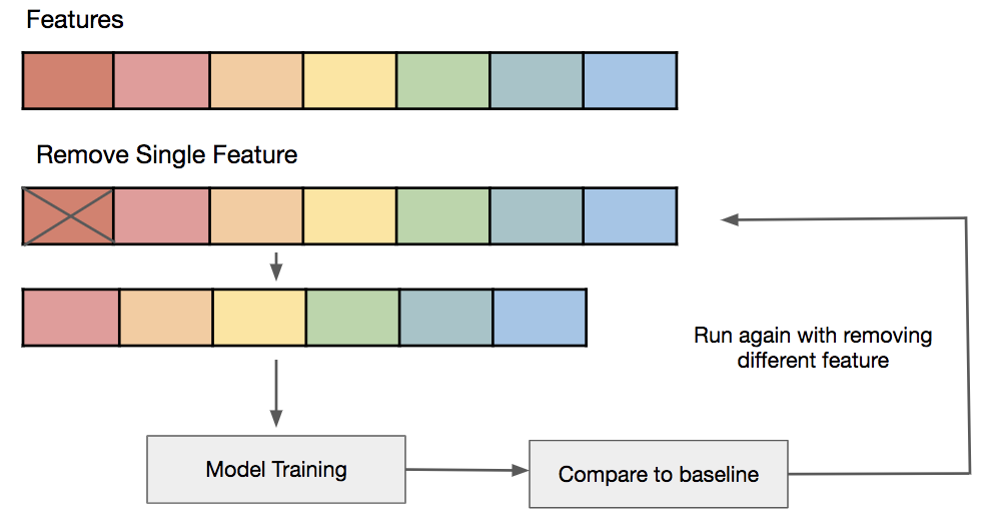 Features
Remove Single Feature
Run again with removing
different feature
Model Training
Compare to baseline